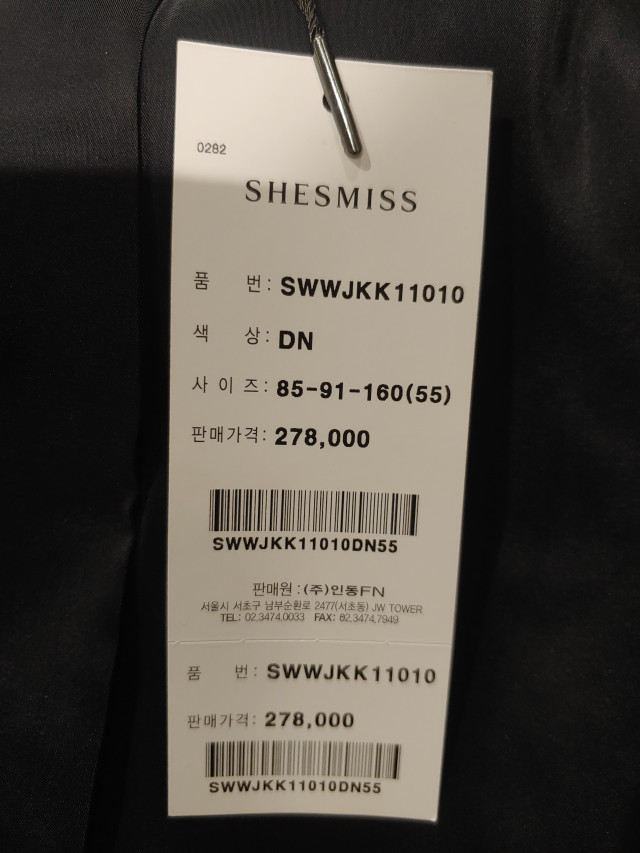 0282
SHESMISS
품 번: SWWJKK11010
색 상: DN
사 이 즈: 85-91-160(55)
판매가격: 278,000
SWWJKK11010DN55
판매원 : (주)인동FN
서울시 서초구 남부순환로 2477(서초동) JW TOWER
TEL: 02.3474.0033 FAX: 02.3474.7949
품 번: SWWJKK11010
판매가격: 278,000
SWWJKK11010DN55